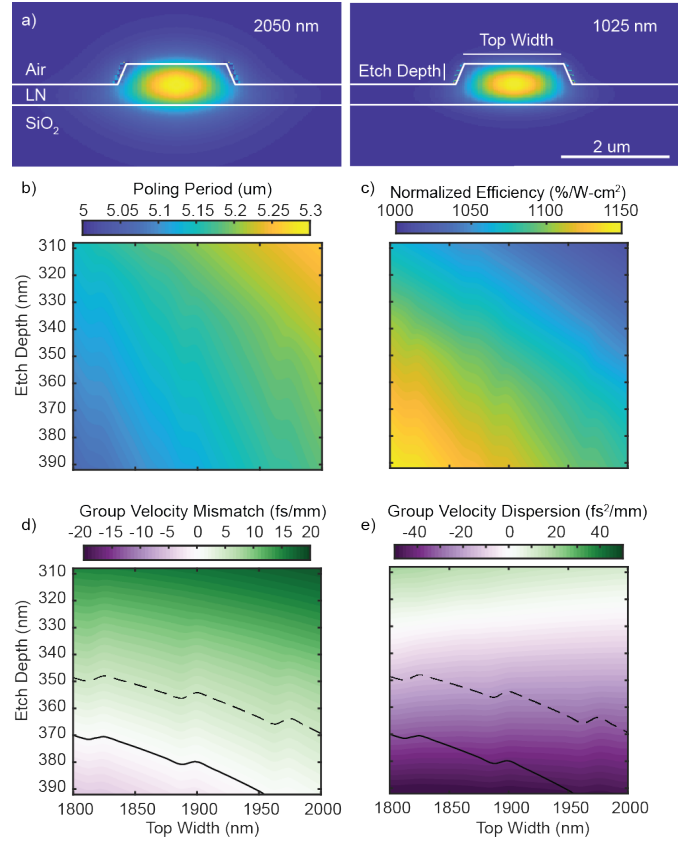 a)
2050 nm
Air
LN
SiO₂
1025 nm
Top Width
Etch Depth
2 um
b)
Poling Period (um)
5 5.05 5.1 5.15 5.2 5.25 5.3
Etch Depth (nm)
310
320
330
340
350
360
370
380
390
c)
Normalized Efficiency (%/W-cm²)
1000 1050 1100 1150
d)
Group Velocity Mismatch (fs/mm)
-20 -15 -10 -5 0 5 10 15 20
Etch Depth (nm)
310
320
330
340
350
360
370
380
390
1800 1850 1900 1950 2000
Top Width (nm)
e)
Group Velocity Dispersion (fs²/mm)
-40 -20 0 20 40
1800 1850 1900 1950 2000
Top Width (nm)